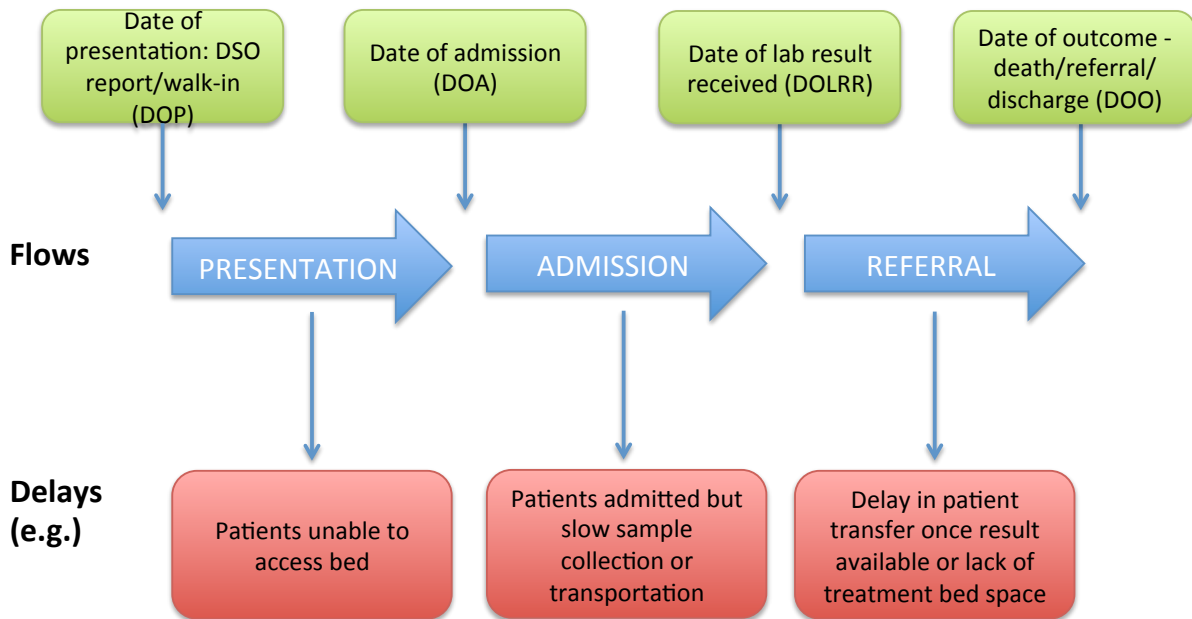 Date of
presentation: DSO
report/walk-in
(DOP)
Date of admission
(DOA)
Date of lab result
received (DOLRR)
Date of outcome -
death/referral/
discharge (DOO)
Flows
PRESENTATION
ADMISSION
REFERRAL
Delays
(e.g.)
Patients unable to
access bed
Patients admitted but
slow sample
collection or
transportation
Delay in patient
transfer once result
available or lack of
treatment bed space